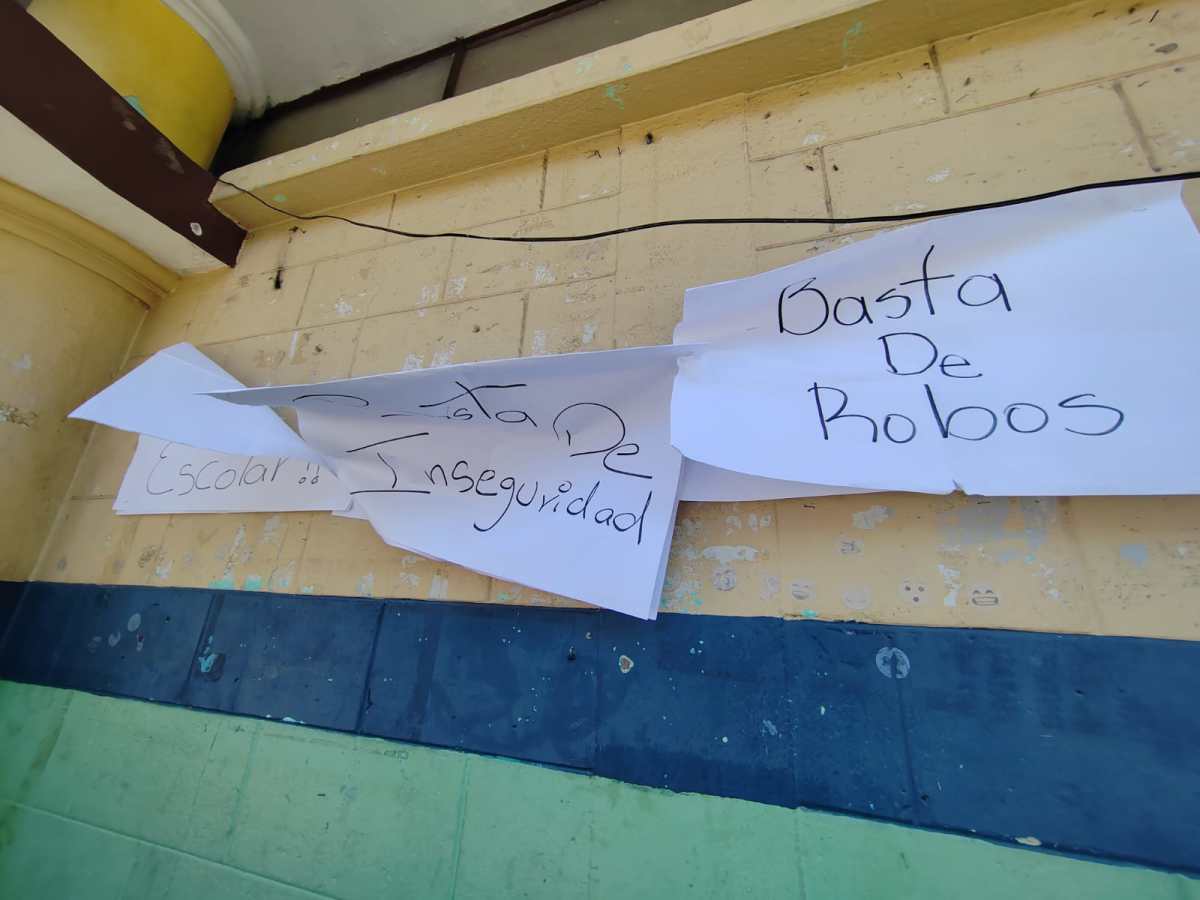 Escolar !!
Basta De
Inseguridad
Basta
De
Robos